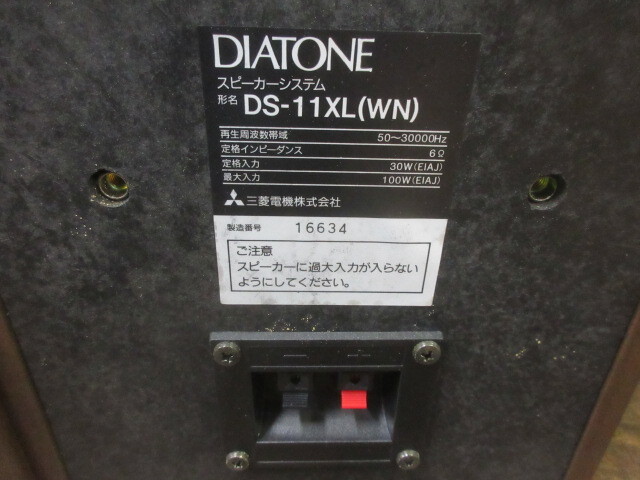 DIATONE
スピーカーシステム
形名 DS-11XL(WN)
再生周波数帯域 50～30000Hz
定格インピーダンス 6Ω
定格入力 30W(EIAJ)
最大入力 100W(EIAJ)
三菱電機株式会社
製造番号 16634
ご注意
スピーカーに過大入力が入らない
ようにしてください。
− +